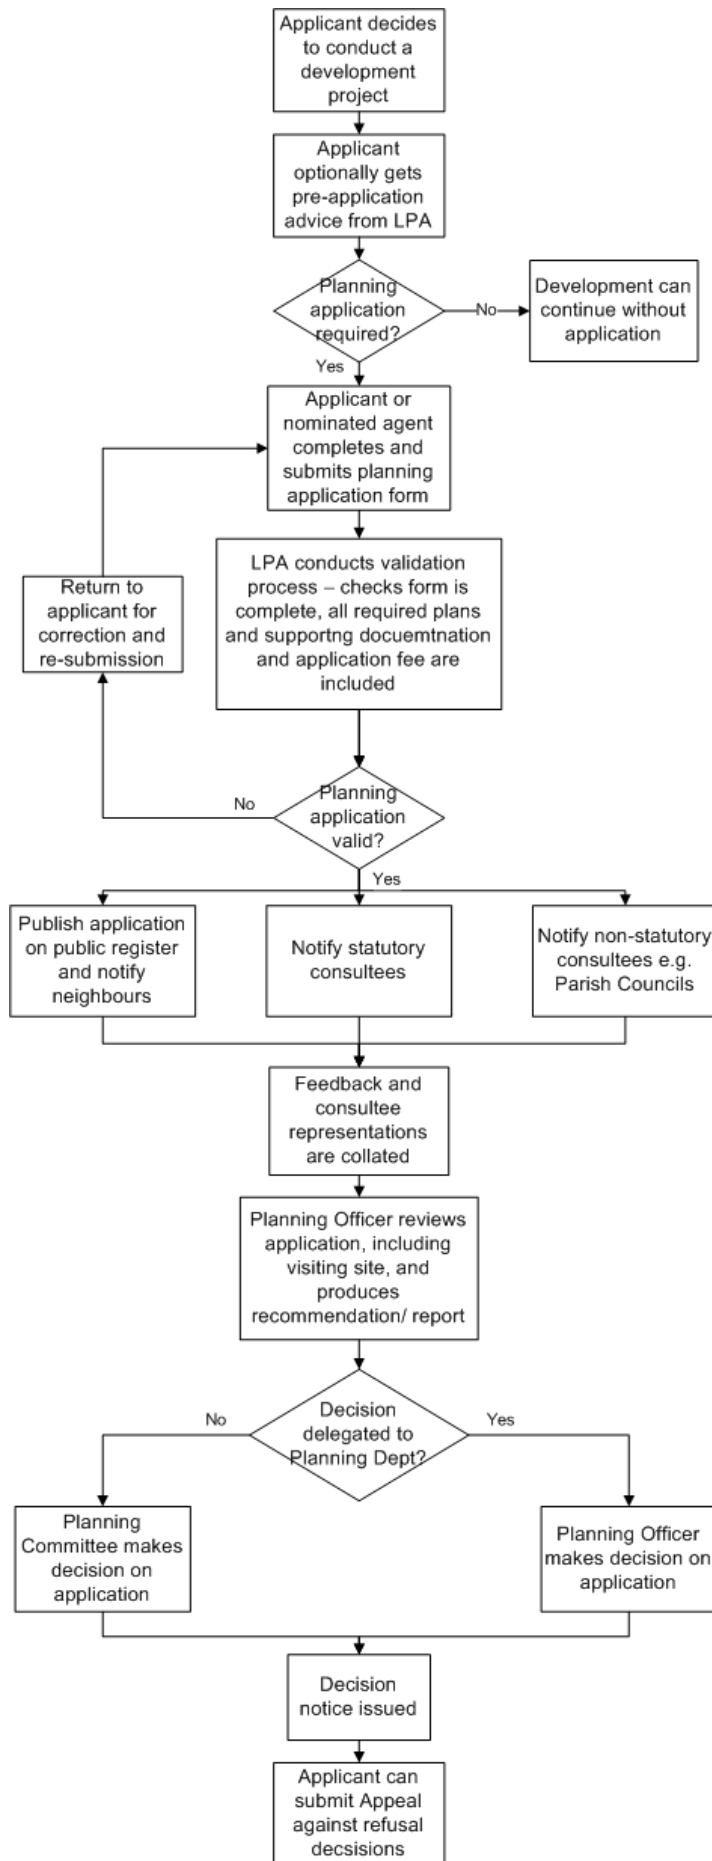 Applicant decides
to conduct a
development
project
Applicant
optionally gets
pre-application
advice from LPA
Planning
application
required?
No
Development can
continue without
application
Yes
Applicant or
nominated agent
completes and
submits planning
application form
Return to
applicant for
correction and
re-submission
LPA conducts validation
process – checks form is
complete, all required plans
and supportng docuemtnation
and application fee are
included
No
Planning
application
valid?
Yes
Publish application
on public register
and notify
neighbours
Notify statutory
consultees
Notify non-statutory
consultees e.g.
Parish Councils
Feedback and
consultee
representations
are collated
Planning Officer reviews
application, including
visiting site, and
produces
recommendation/ report
No
Decision
delegated to
Planning Dept?
Yes
Planning
Committee makes
decision on
application
Planning Officer
makes decision on
application
Decision
notice issued
Applicant can
submit Appeal
against refusal
decsisions